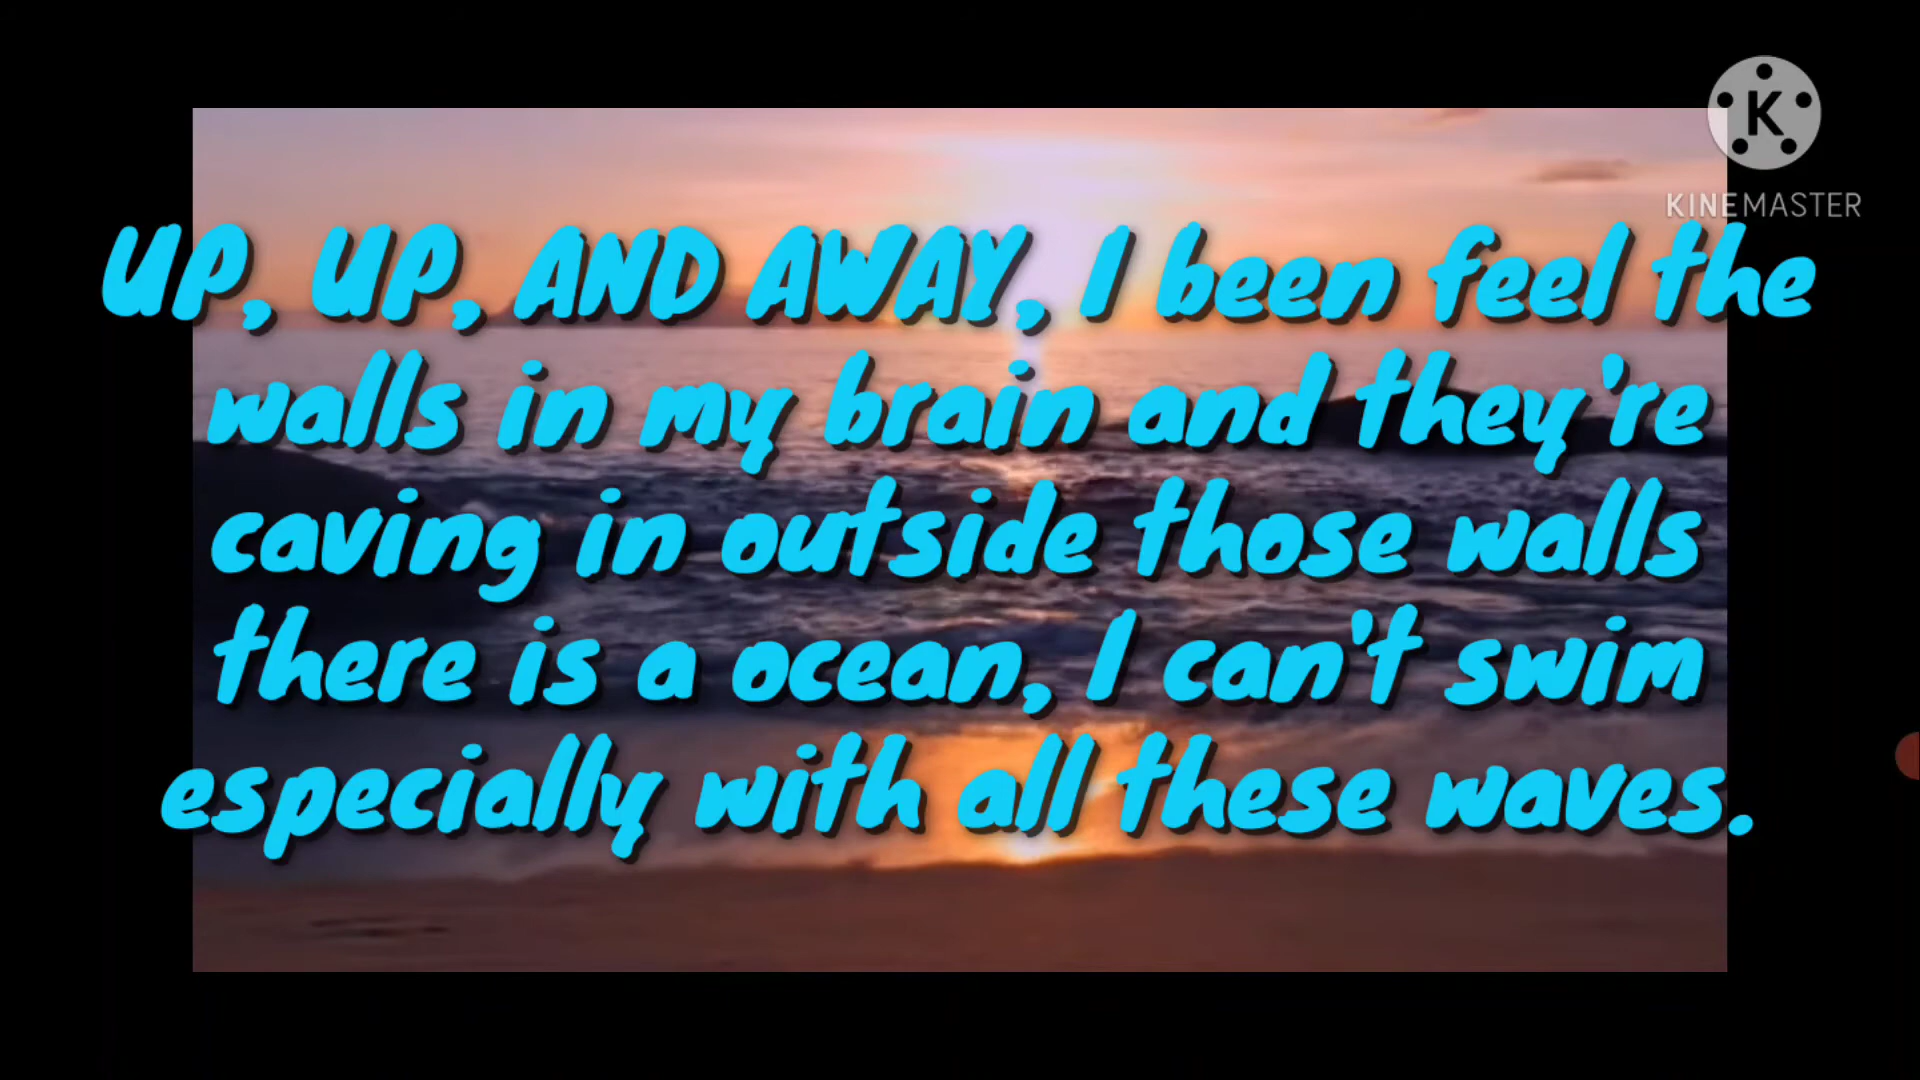 K
KINEMASTER
UP, UP, AND AWAY, I been feel the
walls in my brain and they're
caving in outside those walls
there is a ocean, I can't swim
especially with all these waves.